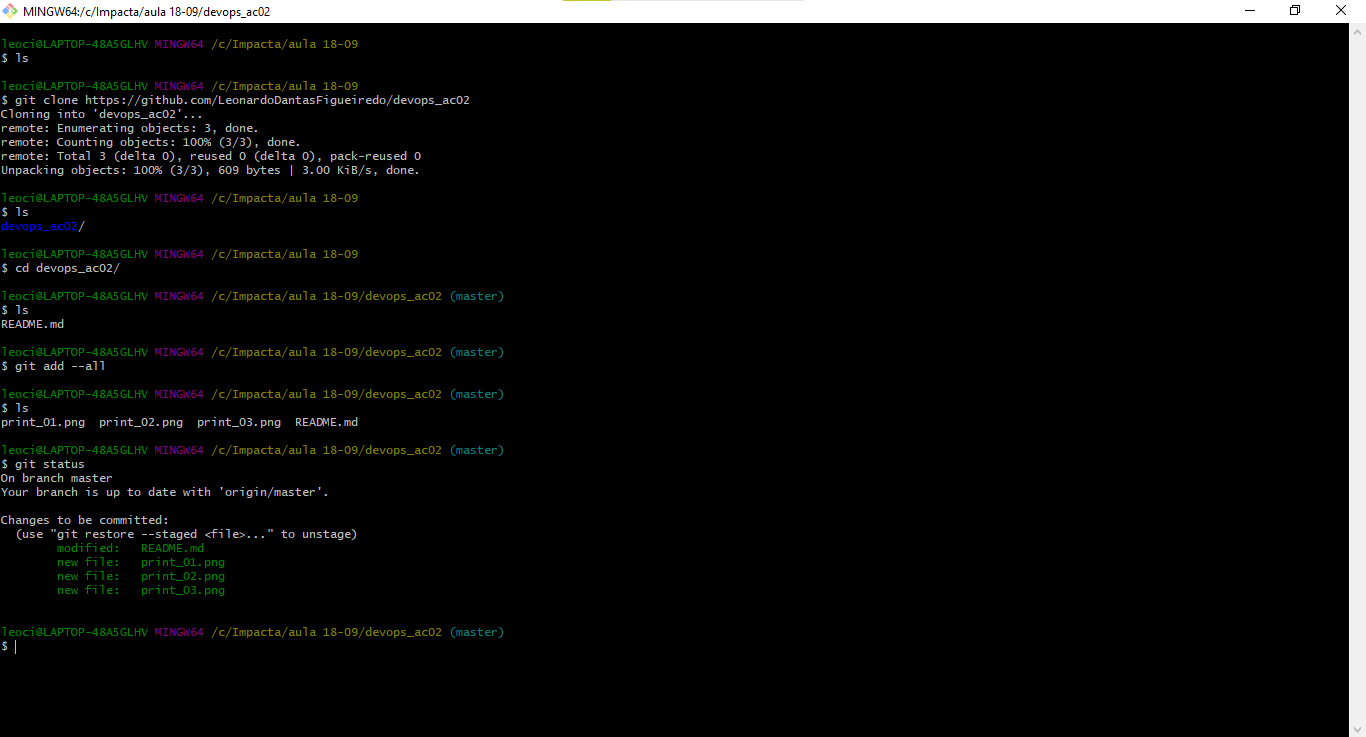 MINGW64:/c/Impacta/aula 18-09/devops_ac02
leoci@LAPTOP-48A5GLHV MINGW64 /c/Impacta/aula 18-09
$ ls
leoci@LAPTOP-48A5GLHV MINGW64 /c/Impacta/aula 18-09
$ git clone https://github.com/LeonardoDantasFigueiredo/devops_ac02
Cloning into 'devops_ac02'...
remote: Enumerating objects: 3, done.
remote: Counting objects: 100% (3/3), done.
remote: Total 3 (delta 0), reused 0 (delta 0), pack-reused 0
Unpacking objects: 100% (3/3), 609 bytes | 3.00 KiB/s, done.
leoci@LAPTOP-48A5GLHV MINGW64 /c/Impacta/aula 18-09
$ ls
devops_ac02/
leoci@LAPTOP-48A5GLHV MINGW64 /c/Impacta/aula 18-09
$ cd devops_ac02/
leoci@LAPTOP-48A5GLHV MINGW64 /c/Impacta/aula 18-09/devops_ac02 (master)
$ ls
README.md
leoci@LAPTOP-48A5GLHV MINGW64 /c/Impacta/aula 18-09/devops_ac02 (master)
$ git add --all
leoci@LAPTOP-48A5GLHV MINGW64 /c/Impacta/aula 18-09/devops_ac02 (master)
$ ls
print_01.png  print_02.png  print_03.png  README.md
leoci@LAPTOP-48A5GLHV MINGW64 /c/Impacta/aula 18-09/devops_ac02 (master)
$ git status
On branch master
Your branch is up to date with 'origin/master'.
Changes to be committed:
  (use "git restore --staged <file>..." to unstage)
        modified:   README.md
        new file:   print_01.png
        new file:   print_02.png
        new file:   print_03.png
leoci@LAPTOP-48A5GLHV MINGW64 /c/Impacta/aula 18-09/devops_ac02 (master)
$